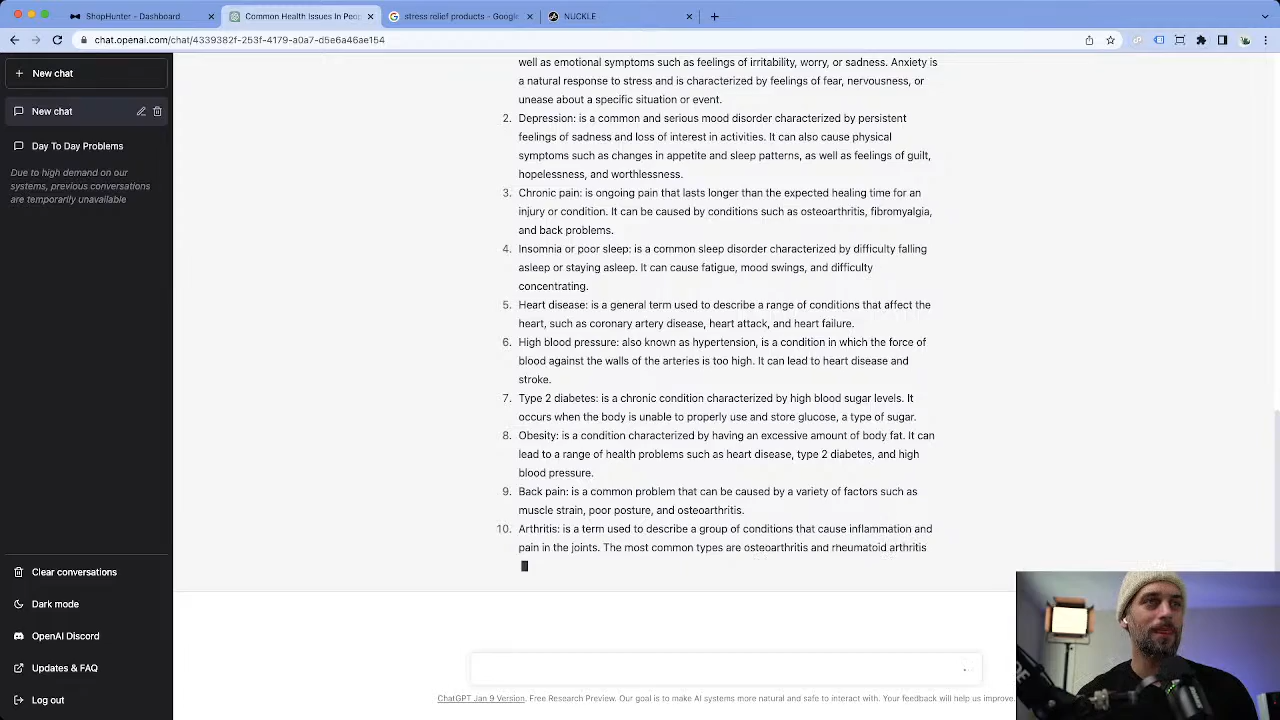 ShopHunter - Dashboard
Common Health Issues In Peop
stress relief products - Google
NUCKLE
chat.openai.com/chat/4339382f-253f-4179-a0a7-d5e6a46ae154
New chat
New chat
Day To Day Problems
Due to high demand on our
systems, previous conversations
are temporarily unavailable
Clear conversations
Dark mode
OpenAI Discord
Updates & FAQ
Log out
well as emotional symptoms such as feelings of irritability, worry, or sadness. Anxiety is
a natural response to stress and is characterized by feelings of fear, nervousness, or
unease about a specific situation or event.
2. Depression: is a common and serious mood disorder characterized by persistent
feelings of sadness and loss of interest in activities. It can also cause physical
symptoms such as changes in appetite and sleep patterns, as well as feelings of guilt,
hopelessness, and worthlessness.
3. Chronic pain: is ongoing pain that lasts longer than the expected healing time for an
injury or condition. It can be caused by conditions such as osteoarthritis, fibromyalgia,
and back problems.
4. Insomnia or poor sleep: is a common sleep disorder characterized by difficulty falling
asleep or staying asleep. It can cause fatigue, mood swings, and difficulty
concentrating.
5. Heart disease: is a general term used to describe a range of conditions that affect the
heart, such as coronary artery disease, heart attack, and heart failure.
6. High blood pressure: also known as hypertension, is a condition in which the force of
blood against the walls of the arteries is too high. It can lead to heart disease and
stroke.
7. Type 2 diabetes: is a chronic condition characterized by high blood sugar levels. It
occurs when the body is unable to properly use and store glucose, a type of sugar.
8. Obesity: is a condition characterized by having an excessive amount of body fat. It can
lead to a range of health problems such as heart disease, type 2 diabetes, and high
blood pressure.
9. Back pain: is a common problem that can be caused by a variety of factors such as
muscle strain, poor posture, and osteoarthritis.
10. Arthritis: is a term used to describe a group of conditions that cause inflammation and
pain in the joints. The most common types are osteoarthritis and rheumatoid arthritis
ChatGPT Jan 9 Version. Free Research Preview. Our goal is to make AI systems more natural and safe to interact with. Your feedback will help us improve.